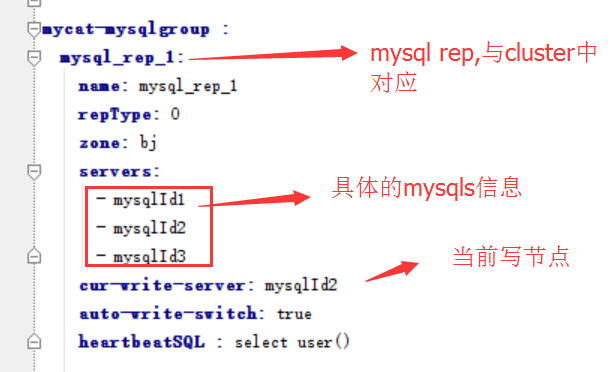 mycat-mysqlgroup :
mysql_rep_1:
mysql rep,与cluster中
对应
name: mysql_rep_1
repType: 0
zone: bj
servers:
- mysqlId1
具体的mysqls信息
- mysqlId2
- mysqlId3
当前写节点
cur-write-server: mysqlId2
auto-write-switch: true
heartbeatSQL : select user()